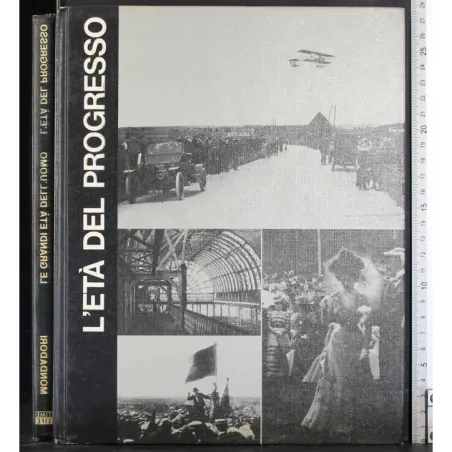 L'ETÀ DEL PROGRESSO
LE GRANDI ETÀ DELL'UOMO
MONDADORI
L'ETÀ DEL PROGRESSO